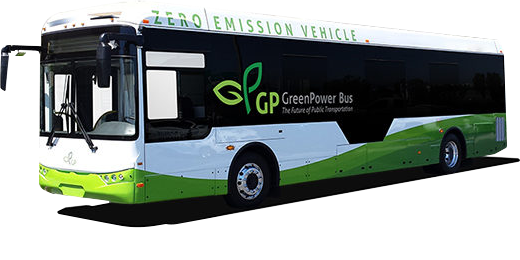 ZERO EMISSION VEHICLE
GP GreenPower Bus
The Future of Public Transportation